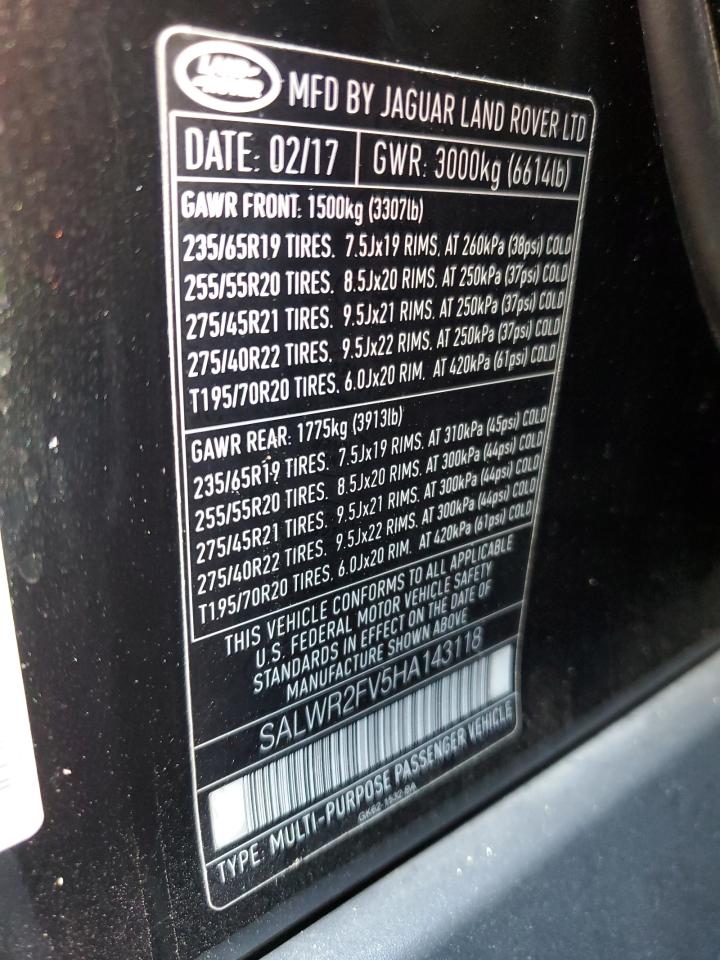 LAND ROVER
MFD BY JAGUAR LAND ROVER LTD
DATE: 02/17 GWR: 3000kg (6614lb)
GAWR FRONT: 1500kg (3307lb)
235/65R19 TIRES, 7.5Jx19 RIMS, AT 260kPa (38psi) COLD
255/55R20 TIRES, 8.5Jx20 RIMS, AT 250kPa (37psi) COLD
275/45R21 TIRES, 9.5Jx21 RIMS, AT 250kPa (37psi) COLD
275/40R22 TIRES, 9.5Jx22 RIMS, AT 250kPa (37psi) COLD
T195/70R20 TIRES, 6.0Jx20 RIM, AT 420kPa (61psi) COLD
GAWR REAR: 1775kg (3913lb)
235/65R19 TIRES, 7.5Jx19 RIMS, AT 310kPa (45psi) COLD
255/55R20 TIRES, 8.5Jx20 RIMS, AT 300kPa (44psi) COLD
275/45R21 TIRES, 9.5Jx21 RIMS, AT 300kPa (44psi) COLD
275/40R22 TIRES, 9.5Jx22 RIMS, AT 300kPa (44psi) COLD
T195/70R20 TIRES, 6.0Jx20 RIM, AT 420kPa (61psi) COLD
THIS VEHICLE CONFORMS TO ALL APPLICABLE
U.S. FEDERAL MOTOR VEHICLE SAFETY
STANDARDS IN EFFECT ON THE DATE OF
MANUFACTURE SHOWN ABOVE
SALWR2FV5HA143118
TYPE: MULTI-PURPOSE PASSENGER VEHICLE